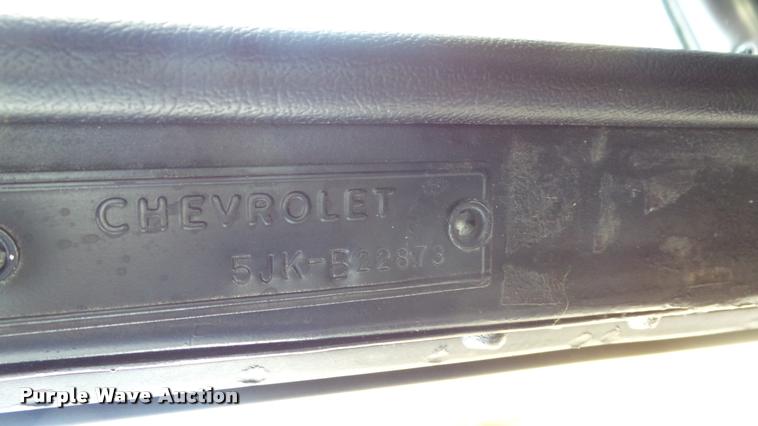 CHEVROLET
5JK-B22873
Purple Wave Auction